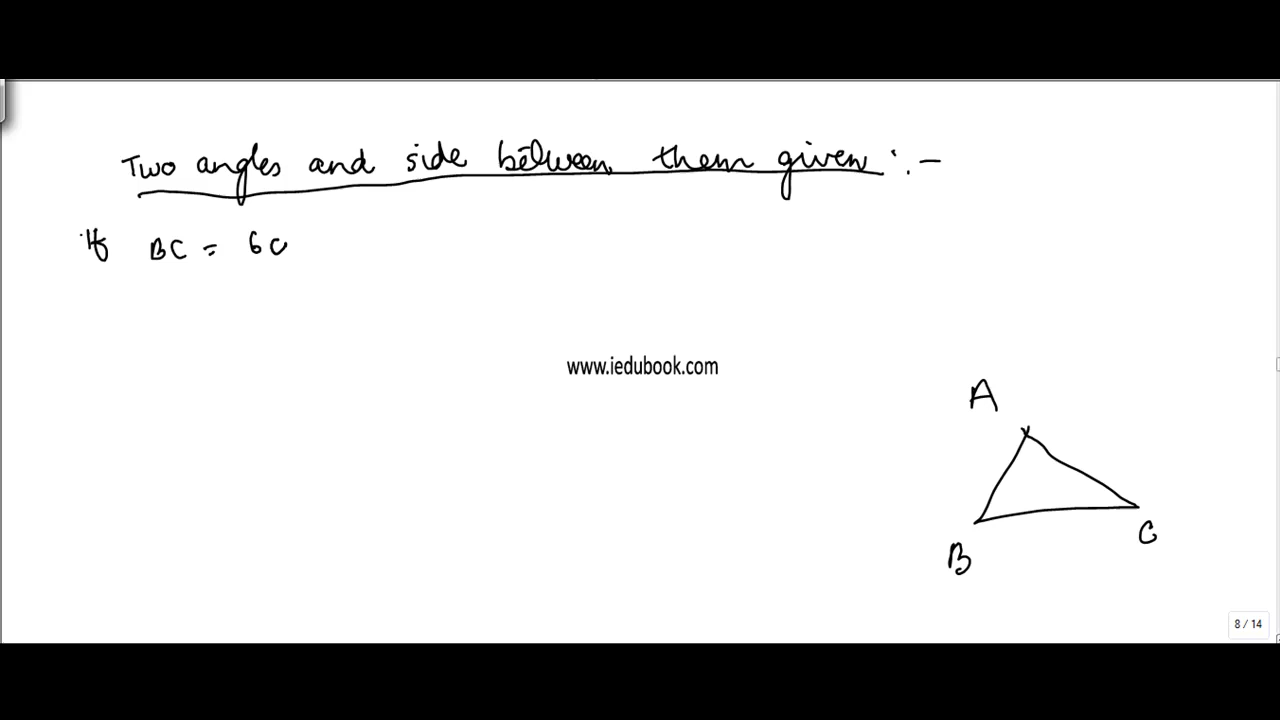 Two angles and side between them given :-
If BC = 6c
www.iedubook.com
A
B
C
8 / 14